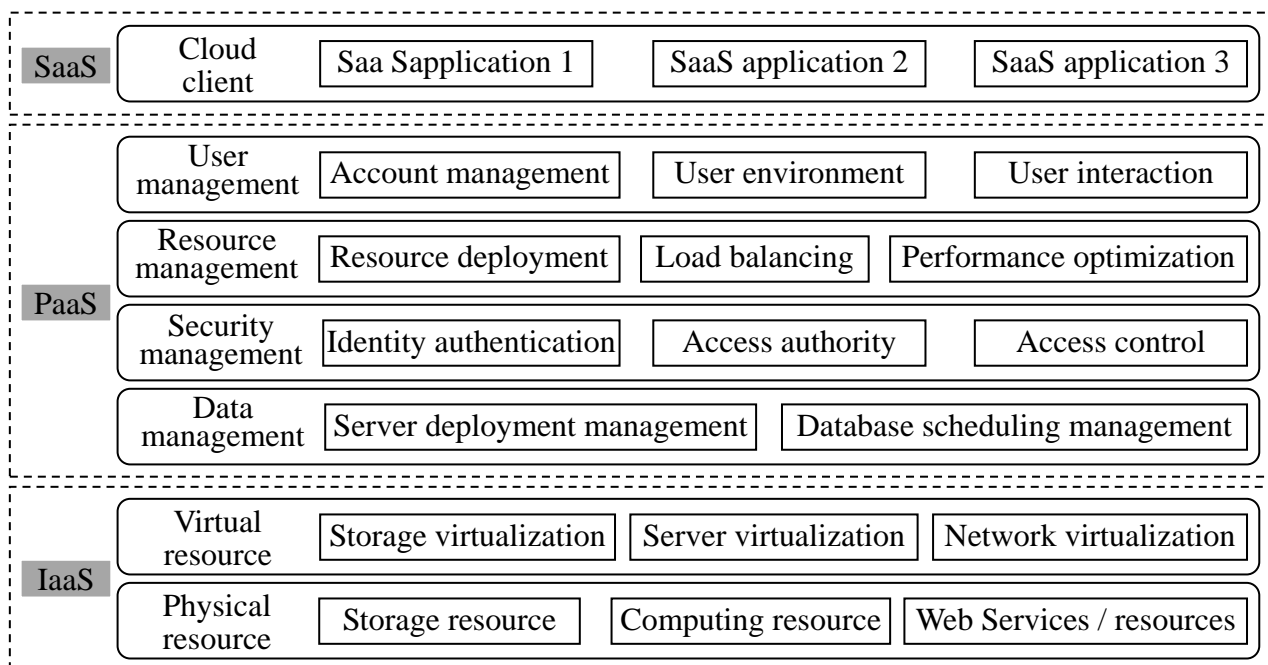 SaaS
Cloud
client
Saa Sapplication 1
SaaS application 2
SaaS application 3
PaaS
User
management
Account management
User environment
User interaction
Resource
management
Resource deployment
Load balancing
Performance optimization
Security
management
Identity authentication
Access authority
Access control
Data
management
Server deployment management
Database scheduling management
IaaS
Virtual
resource
Storage virtualization
Server virtualization
Network virtualization
Physical
resource
Storage resource
Computing resource
Web Services / resources